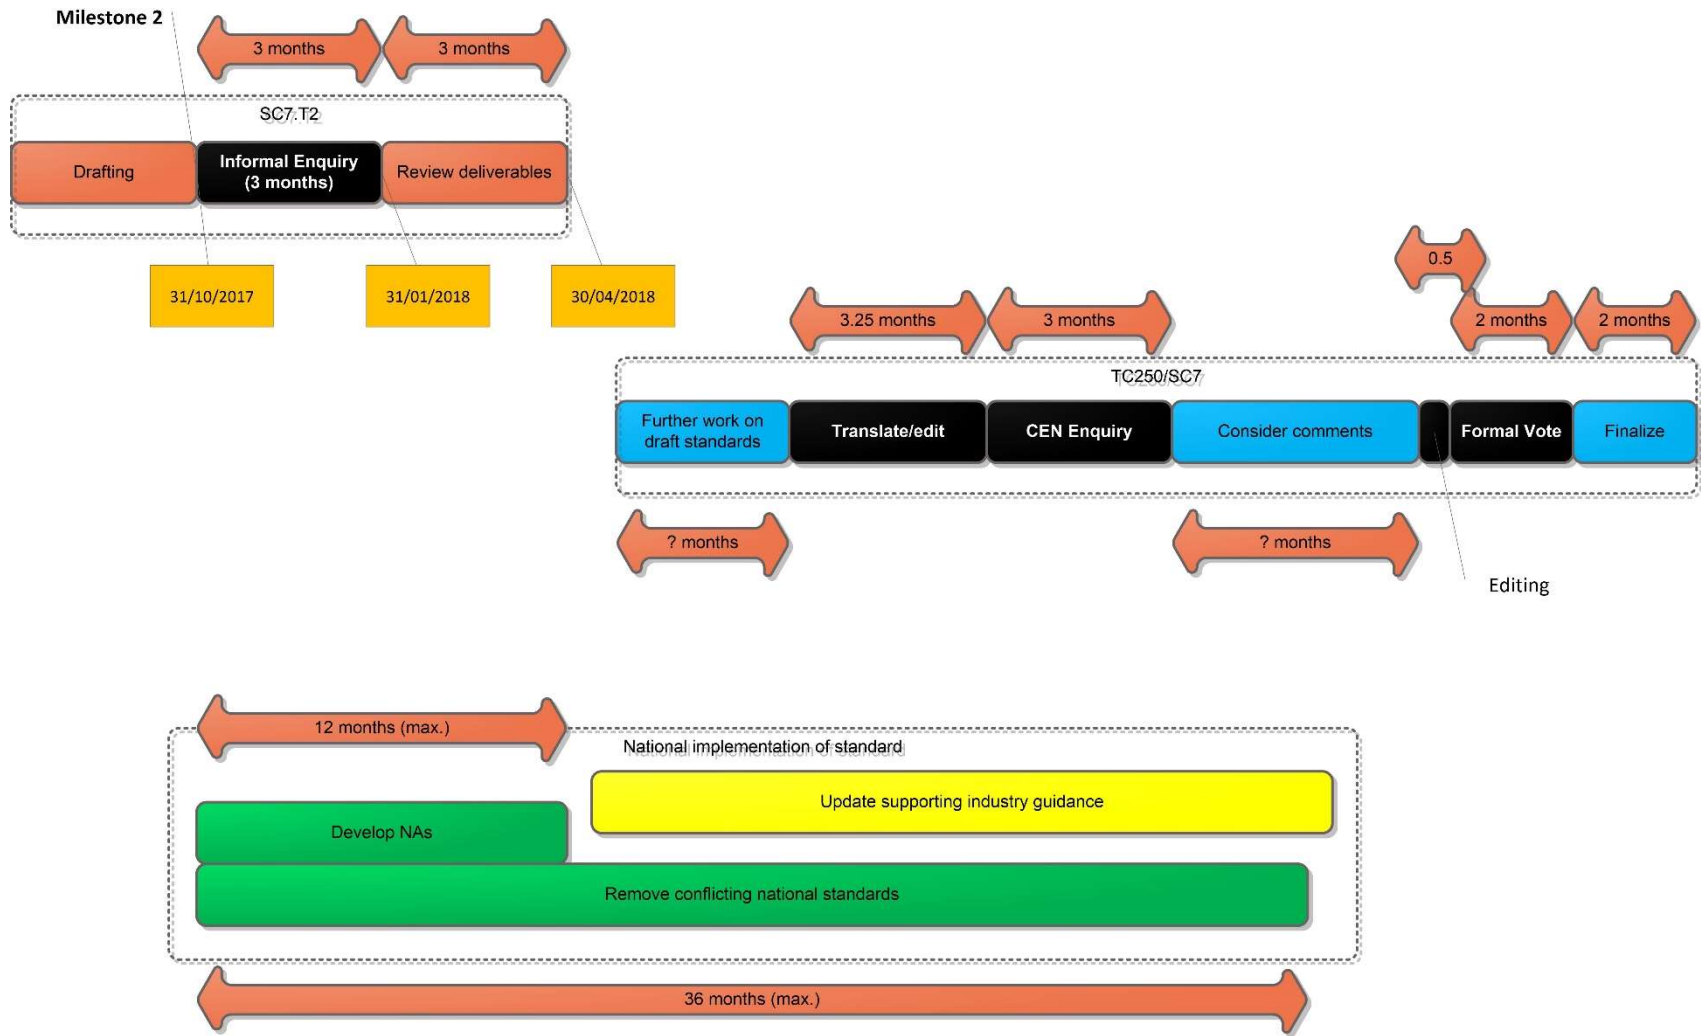 Milestone 2
3 months
3 months
SC7.T2
Drafting
Informal Enquiry
(3 months)
Review deliverables
31/10/2017
31/01/2018
30/04/2018
0.5
3.25 months
3 months
2 months
2 months
TC250/SC7
Further work on
draft standards
Translate/edit
CEN Enquiry
Consider comments
Formal Vote
Finalize
? months
? months
Editing
12 months (max.)
National implementation of standard
Update supporting industry guidance
Develop NAs
Remove conflicting national standards
36 months (max.)